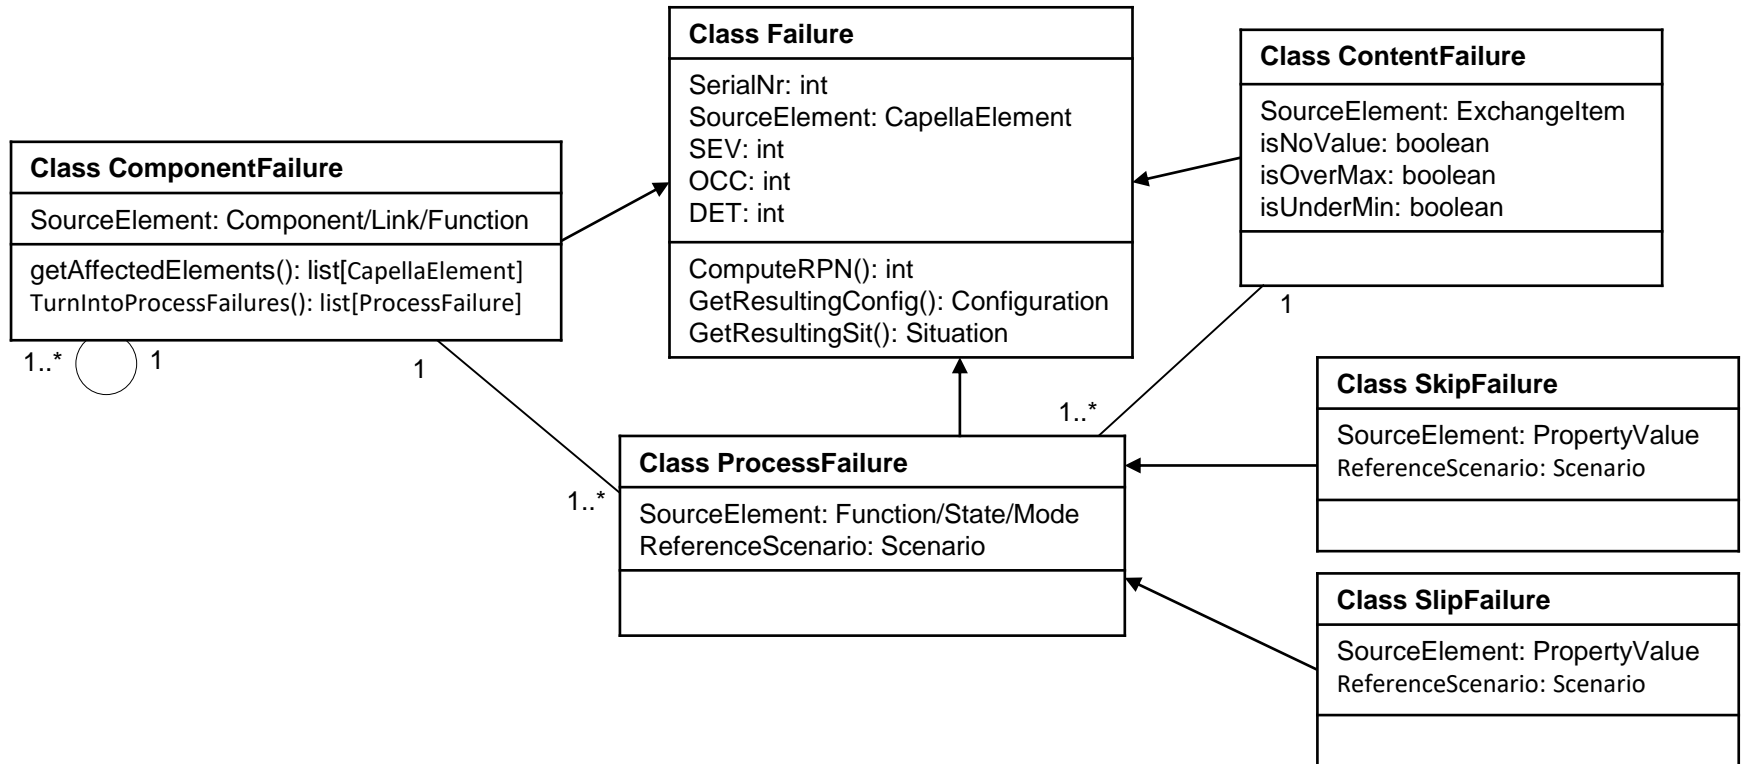 Class Failure
SerialNr: int
SourceElement: CapellaElement
SEV: int
OCC: int
DET: int
ComputeRPN(): int
GetResultingConfig(): Configuration
GetResultingSit(): Situation
Class ContentFailure
SourceElement: ExchangeItem
isNoValue: boolean
isOverMax: boolean
isUnderMin: boolean
Class ComponentFailure
SourceElement: Component/Link/Function
getAffectedElements(): list[CapellaElement]
TurnIntoProcessFailures(): list[ProcessFailure]
1..*
1
1
1..*
1
1..*
Class ProcessFailure
SourceElement: Function/State/Mode
ReferenceScenario: Scenario
Class SkipFailure
SourceElement: PropertyValue
ReferenceScenario: Scenario
Class SlipFailure
SourceElement: PropertyValue
ReferenceScenario: Scenario